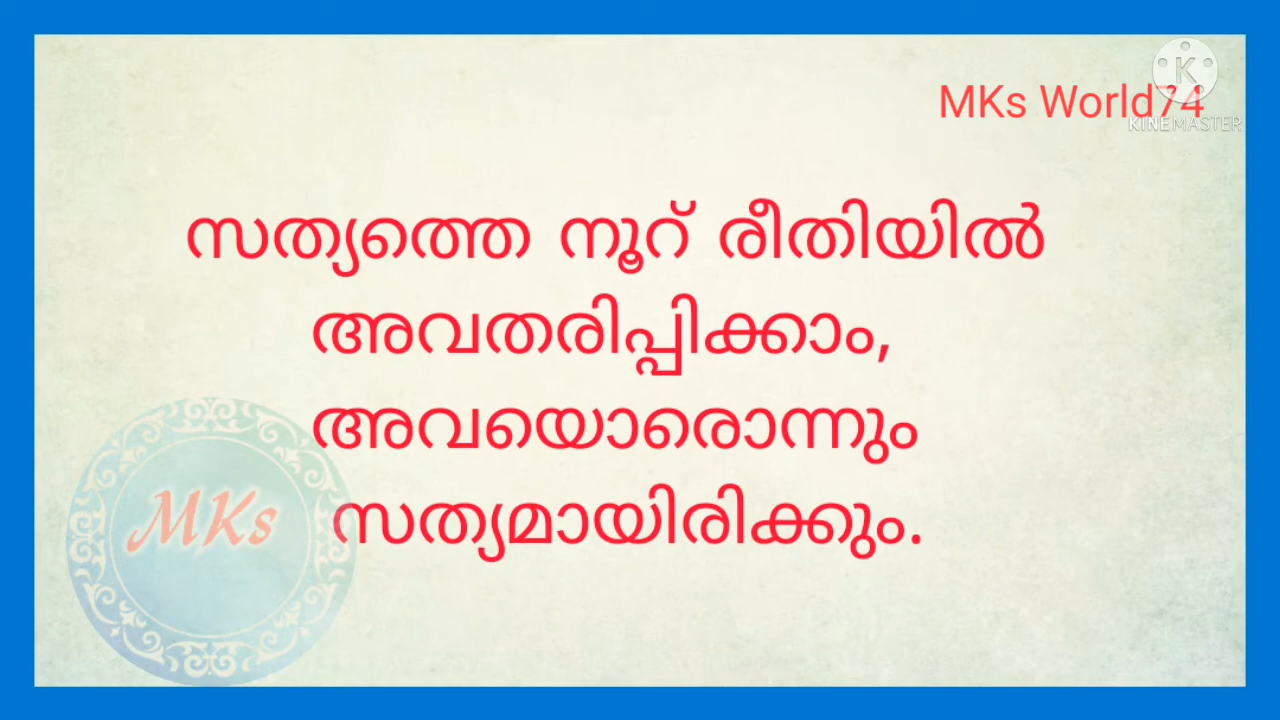 MKs World74
KINEMASTER
സത്യത്തെ നൂറ് രീതിയിൽ
അവതരിപ്പിക്കാം,
അവയൊരൊന്നും
സത്യമായിരിക്കും.
MKs